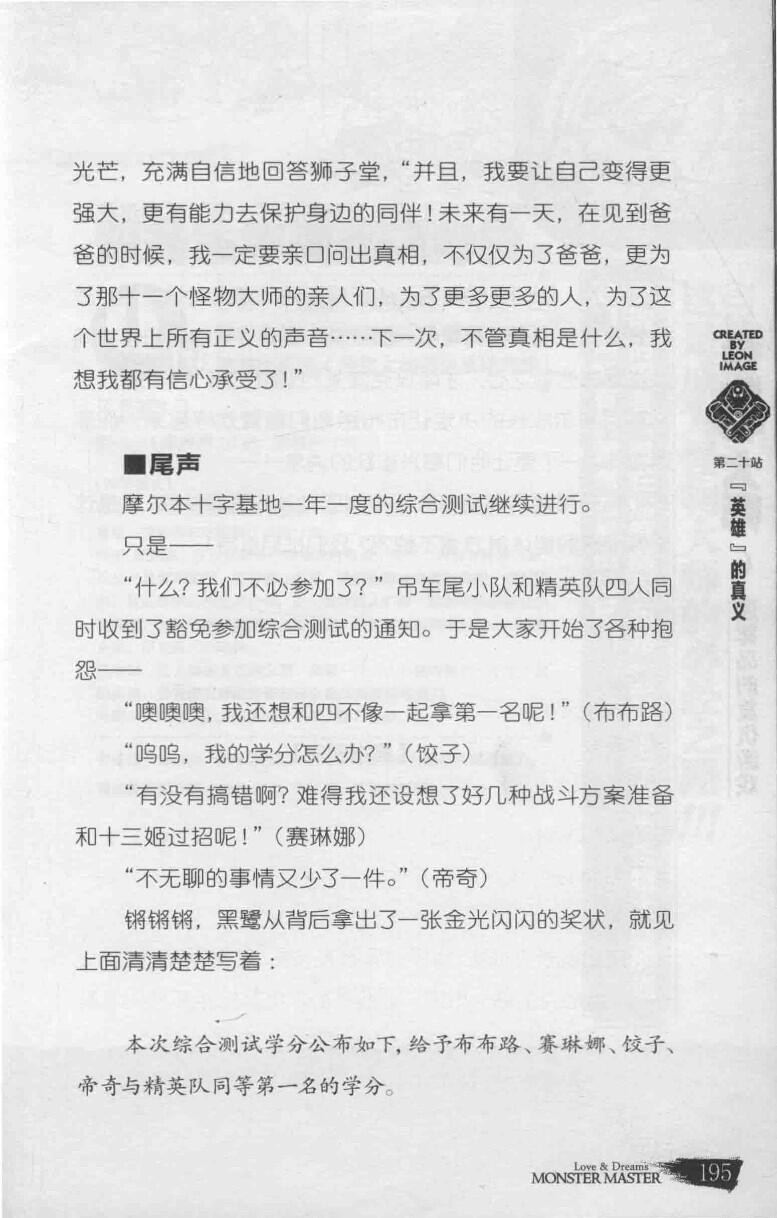 光芒，充满自信地回答狮子堂，“并且，我要让自己变得更
强大，更有能力去保护身边的同伴！未来有一天，在见到爸
爸的时候，我一定要亲口问出真相，不仅仅为了爸爸，更为
了那十一个怪物大师的亲人们，为了更多更多的人，为了这
个世界上所有正义的声音……下一次，不管真相是什么，我
想我都有信心承受了！”
■尾声
摩尔本十字基地一年一度的综合测试继续进行。
只是——
“什么？我们不必参加了？”吊车尾小队和精英队四人同
时收到了豁免参加综合测试的通知。于是大家开始了各种抱
怨——
“噢噢噢，我还想和四不像一起拿第一名呢！”（布布路）
“呜呜，我的学分怎么办？”（饺子）
“有没有搞错啊？难得我还设想了好几种战斗方案准备
和十三姬过招呢！”（赛琳娜）
“不无聊的事情又少了一件。”（帝奇）
锵锵锵，黑鹭从背后拿出了一张金光闪闪的奖状，就见
上面清清楚楚写着：
本次综合测试学分公布如下，给予布布路、赛琳娜、饺子、
帝奇与精英队同等第一名的学分。
CREATED
BY
LEON
IMAGE
第二十站
『英雄』的真义
Love & Dreams
MONSTER MASTER
195